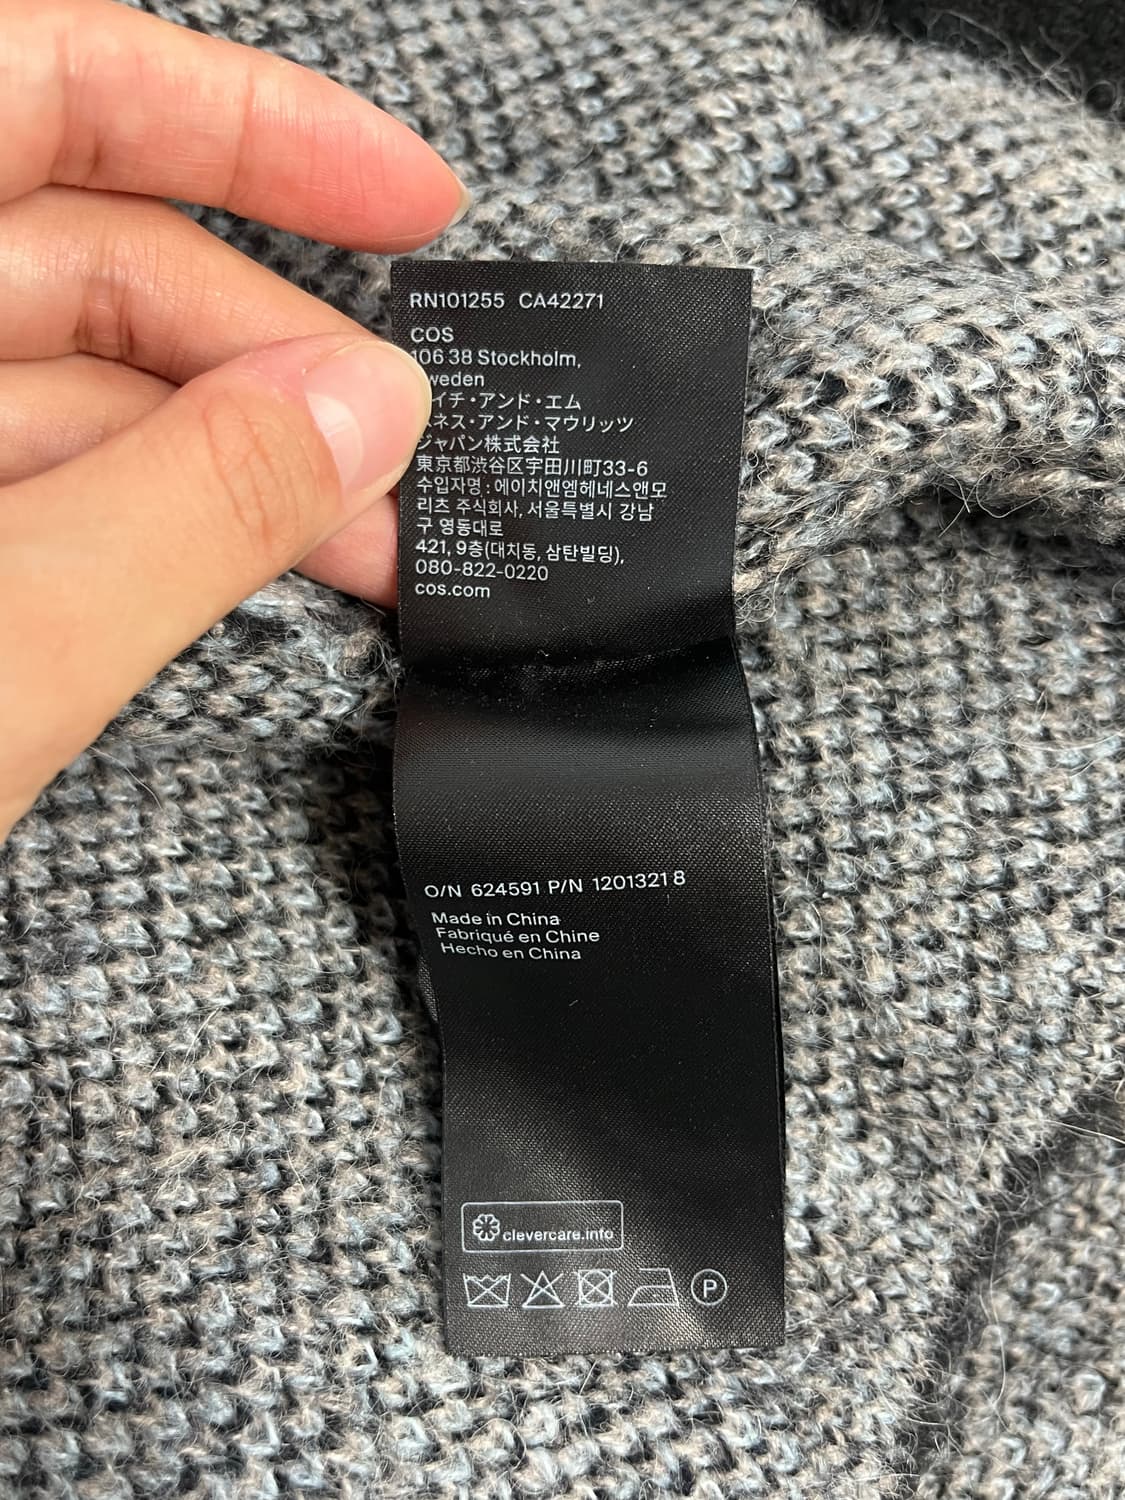 RN101255 CA42271
COS
106 38 Stockholm,
weden
イチ・アンド・エム
ネス・アンド・マウリッツ
ジャパン株式会社
東京都渋谷区宇田川町33-6
수입자명 : 에이치앤엠헤네스앤모
리츠 주식회사, 서울특별시 강남
구 영동대로
421, 9층(대치동, 삼탄빌딩),
080-822-0220
cos.com
O/N 624591 P/N 1201321 8
Made in China
Fabriqué en Chine
Hecho en China
clevercare.info
P